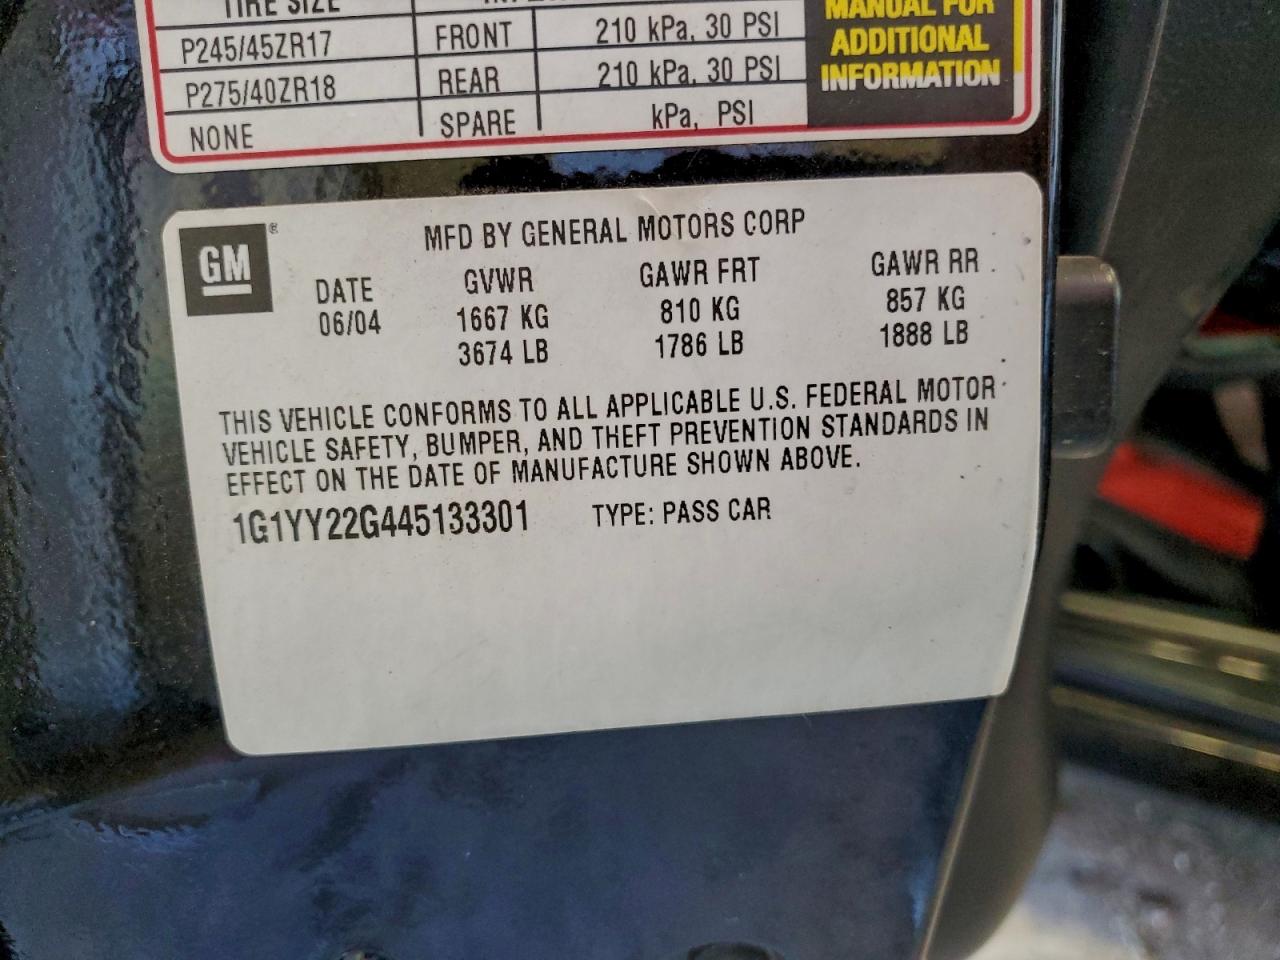 TIRE SIZE
P245/45ZR17 FRONT 210 kPa, 30 PSI
P275/40ZR18 REAR 210 kPa, 30 PSI
NONE SPARE kPa, PSI
MANUAL FOR
ADDITIONAL
INFORMATION
GM®
MFD BY GENERAL MOTORS CORP
DATE GVWR GAWR FRT GAWR RR
06/04 1667 KG 810 KG 857 KG
3674 LB 1786 LB 1888 LB
THIS VEHICLE CONFORMS TO ALL APPLICABLE U.S. FEDERAL MOTOR
VEHICLE SAFETY, BUMPER, AND THEFT PREVENTION STANDARDS IN
EFFECT ON THE DATE OF MANUFACTURE SHOWN ABOVE.
1G1YY22G445133301 TYPE: PASS CAR